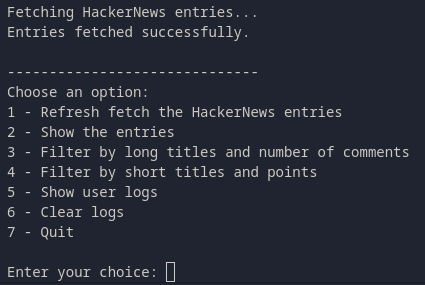 Fetching HackerNews entries...
Entries fetched successfully.
------------------------------
Choose an option:
1 - Refresh fetch the HackerNews entries
2 - Show the entries
3 - Filter by long titles and number of comments
4 - Filter by short titles and points
5 - Show user logs
6 - Clear logs
7 - Quit
Enter your choice: